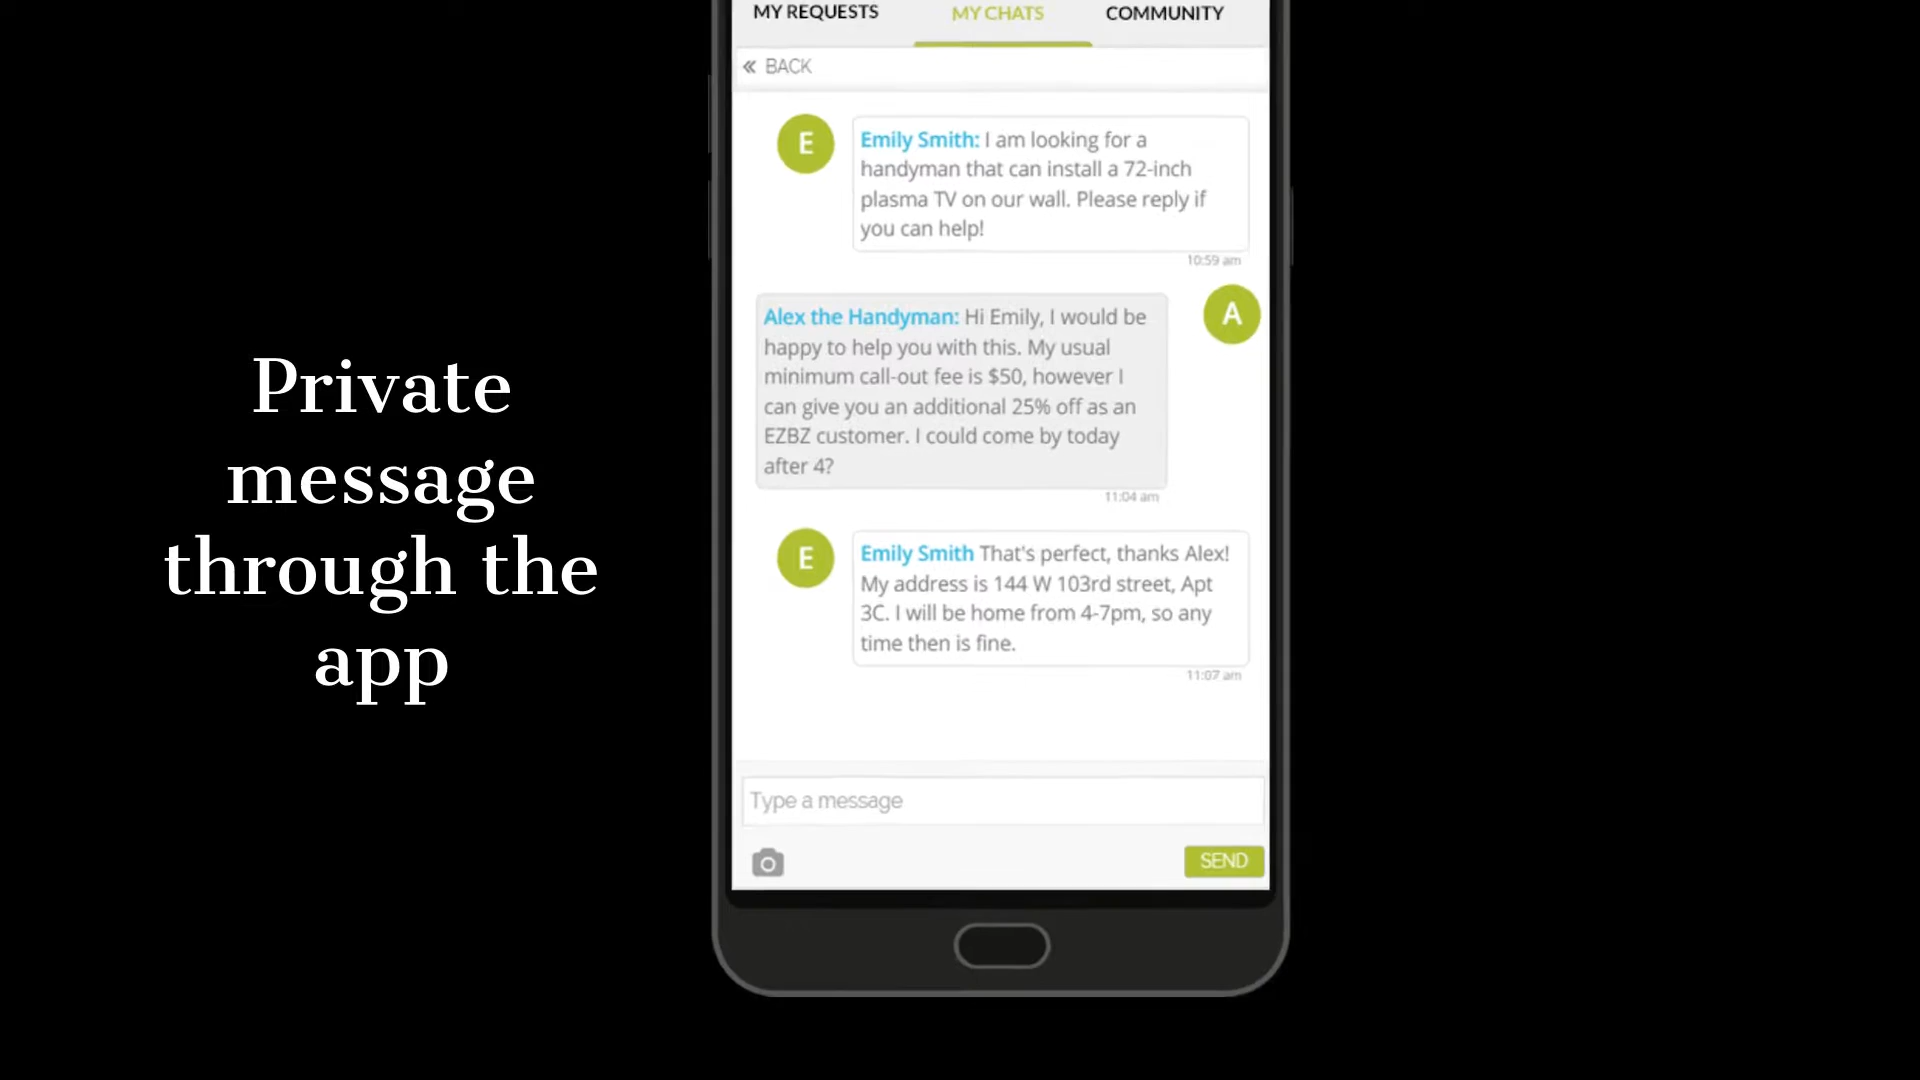 MY REQUESTS MY CHATS COMMUNITY
« BACK
E
Emily Smith: I am looking for a
handyman that can install a 72-inch
plasma TV on our wall. Please reply if
you can help!
10:59 am
A
Alex the Handyman: Hi Emily, I would be
happy to help you with this. My usual
minimum call-out fee is $50, however I
can give you an additional 25% off as an
EZBZ customer. I could come by today
after 4?
11:04 am
E
Emily Smith That's perfect, thanks Alex!
My address is 144 W 103rd street, Apt
3C. I will be home from 4-7pm, so any
time then is fine.
11:07 am
Type a message
SEND
Private
message
through the
app